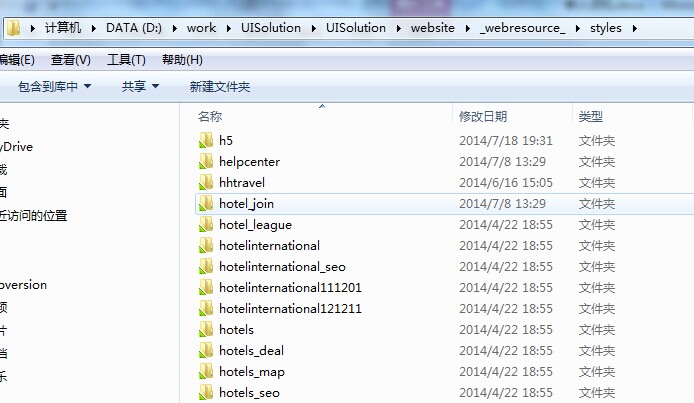 计算机 DATA (D:) work UISolution UISolution website _webresource_ styles
编辑(E) 查看(V) 工具(T) 帮助(H)
包含到库中 共享 新建文件夹
名称 修改日期 类型
夹 h5 2014/7/18 19:31 文件夹
yDrive helpcenter 2014/7/8 13:29 文件夹
载 hhtravel 2014/6/16 15:05 文件夹
面 hotel_join 2014/7/8 13:29 文件夹
近访问的位置 hotel_league 2014/4/22 18:55 文件夹
hotelinternational 2014/4/22 18:55 文件夹
hotelinternational_seo 2014/4/22 18:55 文件夹
bversion hotelinternational111201 2014/4/22 18:55 文件夹
频 hotelinternational121211 2014/4/22 18:55 文件夹
片 hotels 2014/4/22 18:55 文件夹
档 hotels_deal 2014/4/22 18:55 文件夹
乐 hotels_map 2014/4/22 18:55 文件夹
hotels_seo 2014/4/22 18:55 文件夹